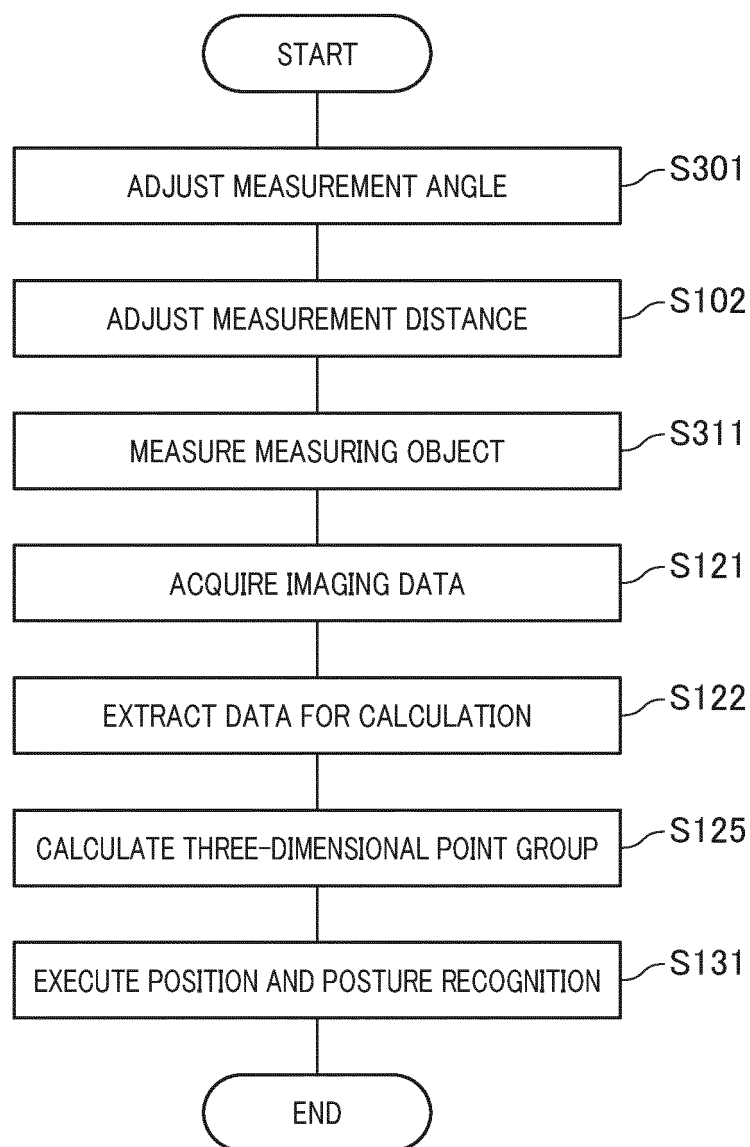 START
ADJUST MEASUREMENT ANGLE
S301
ADJUST MEASUREMENT DISTANCE
S102
MEASURE MEASURING OBJECT
S311
ACQUIRE IMAGING DATA
S121
EXTRACT DATA FOR CALCULATION
S122
CALCULATE THREE-DIMENSIONAL POINT GROUP
S125
EXECUTE POSITION AND POSTURE RECOGNITION
S131
END